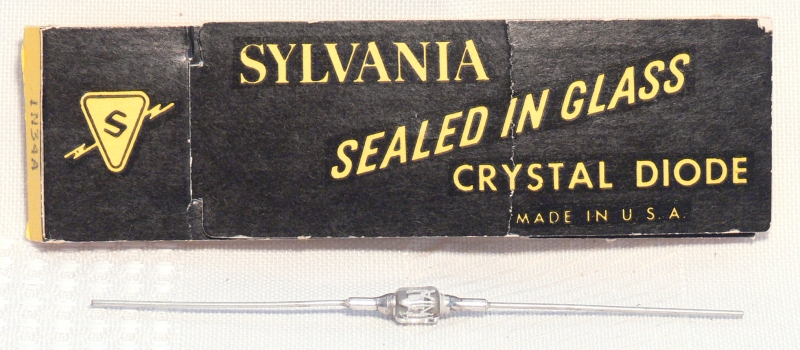 SYLVANIA
SEALED IN GLASS
CRYSTAL DIODE
MADE IN U.S.A.
S
1N34A